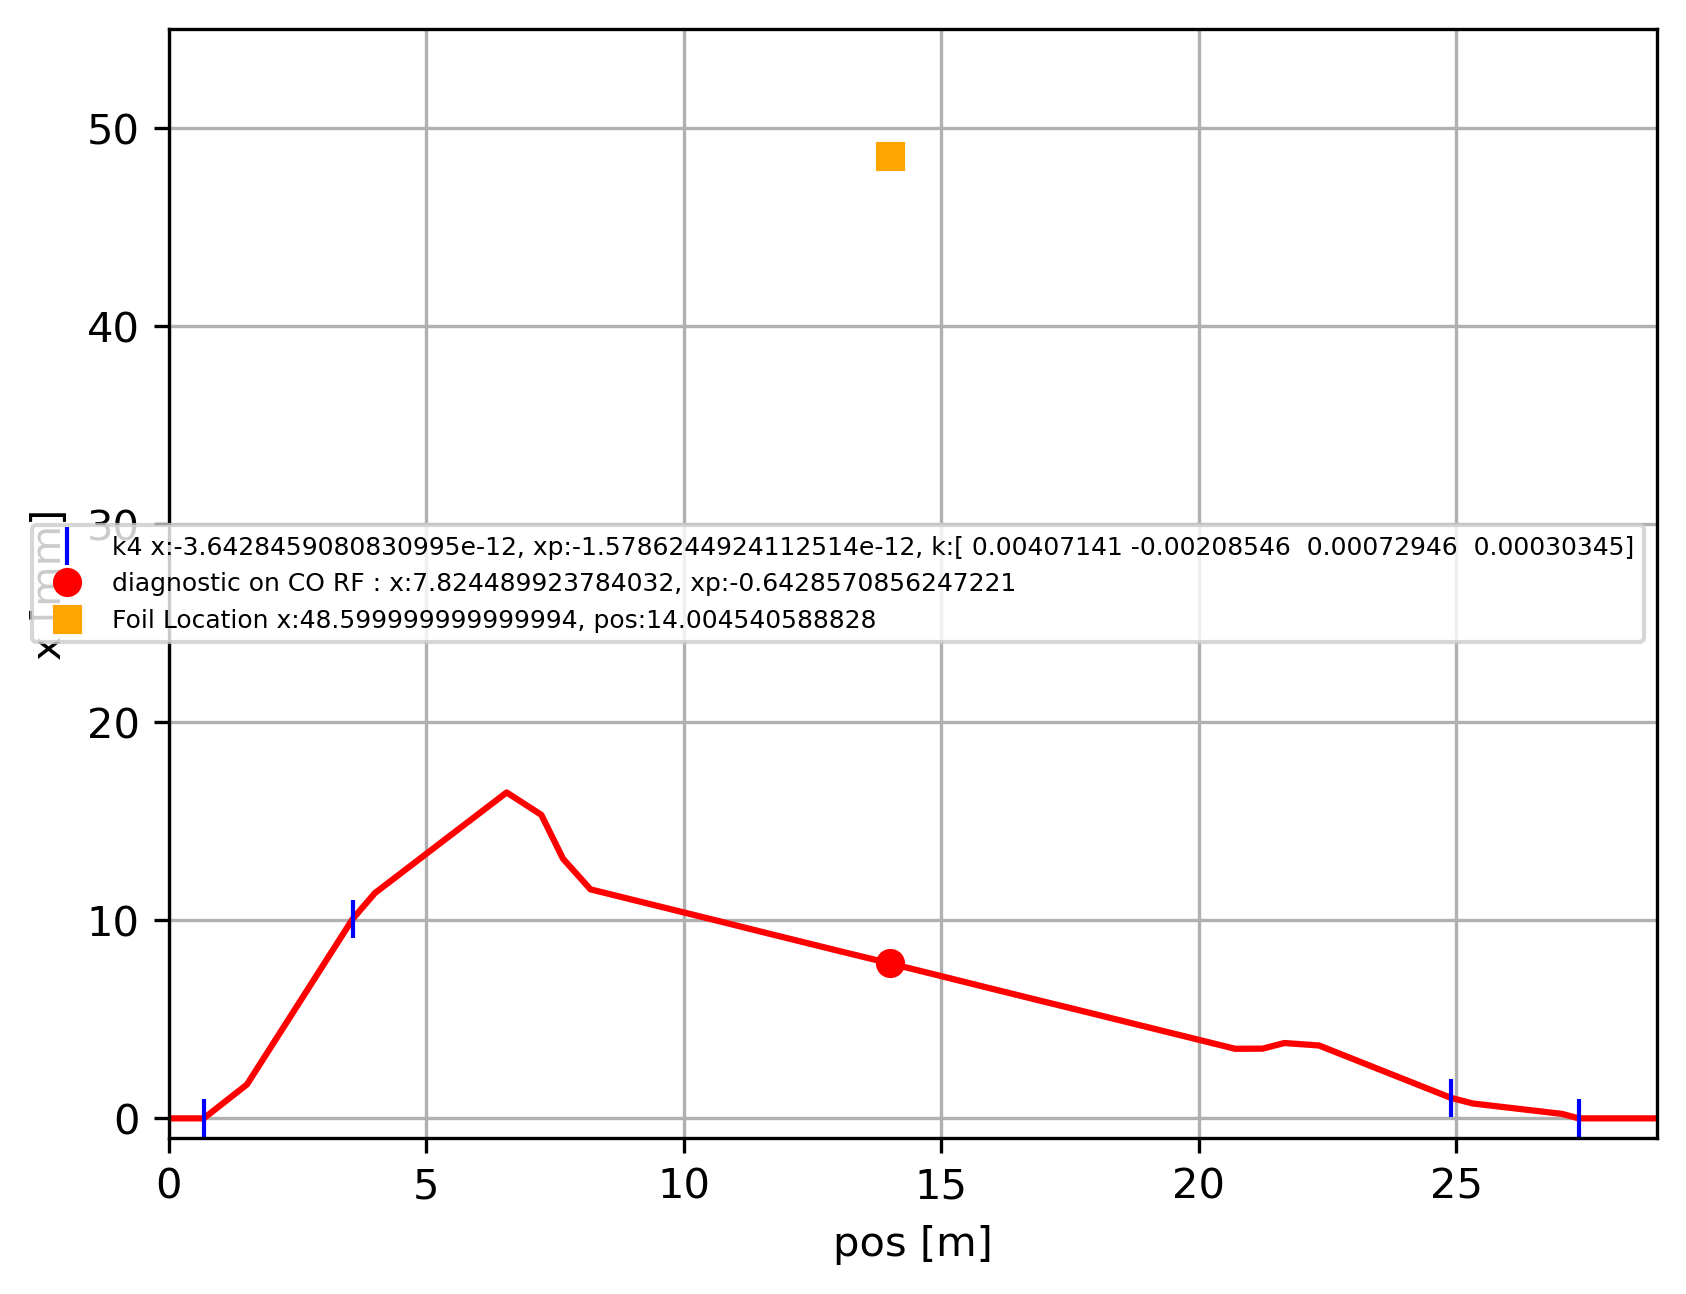 50
40
30
20
10
0
x [mm]
k4 x:-3.6428459080830995e-12, xp:-1.5786244924112514e-12, k:[ 0.00407141 -0.00208546  0.00072946  0.00030345]
diagnostic on CO RF : x:7.824489923784032, xp:-0.6428570856247221
Foil Location x:48.599999999999994, pos:14.004540588828
0 5 10 15 20 25
pos [m]